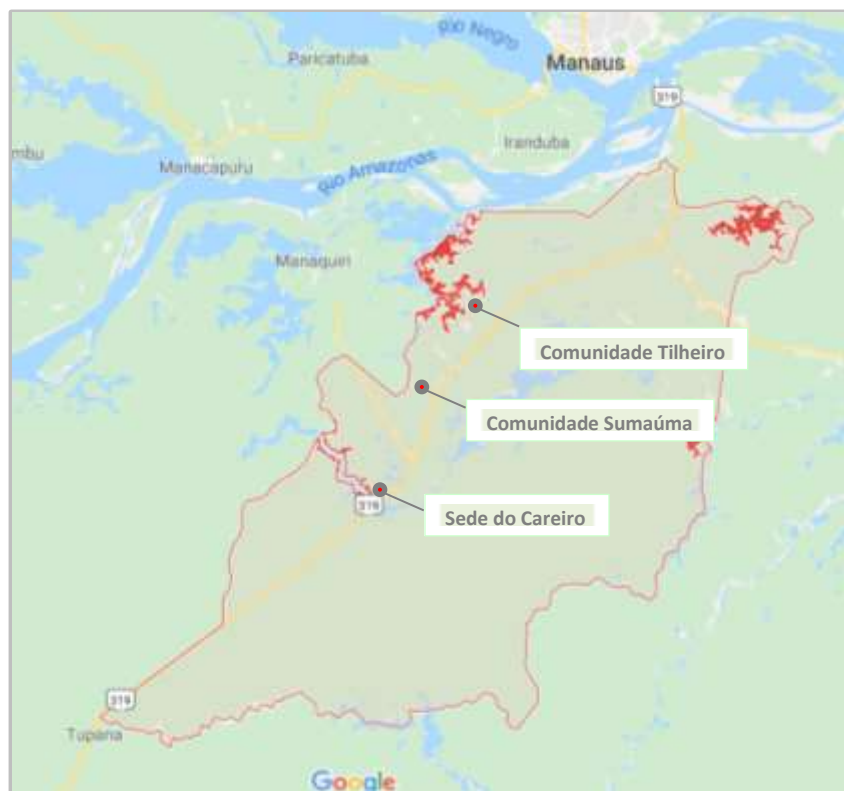 Rio Negro
Paricatuba
Manaus
319
Iranduba
mbu
Manacapuru
Rio Amazonas
Manaquiri
Comunidade Tilheiro
Comunidade Sumaúma
319
Sede do Careiro
319
Tupana
Google